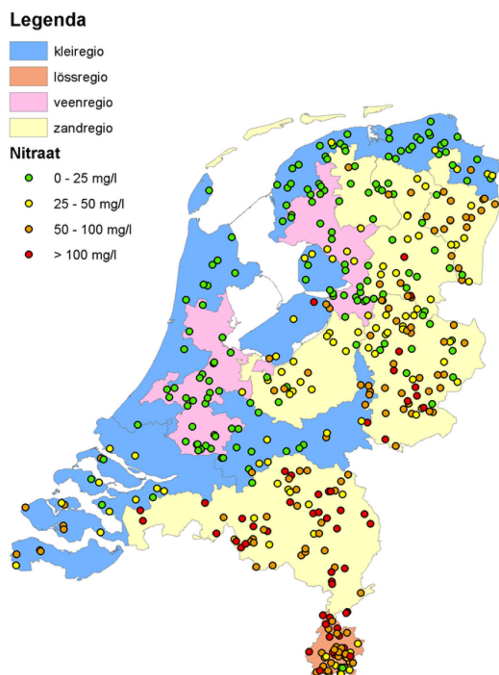 Legenda
kleiregio
lössregio
veenregio
zandregio
Nitraat
0 - 25 mg/l
25 - 50 mg/l
50 - 100 mg/l
> 100 mg/l